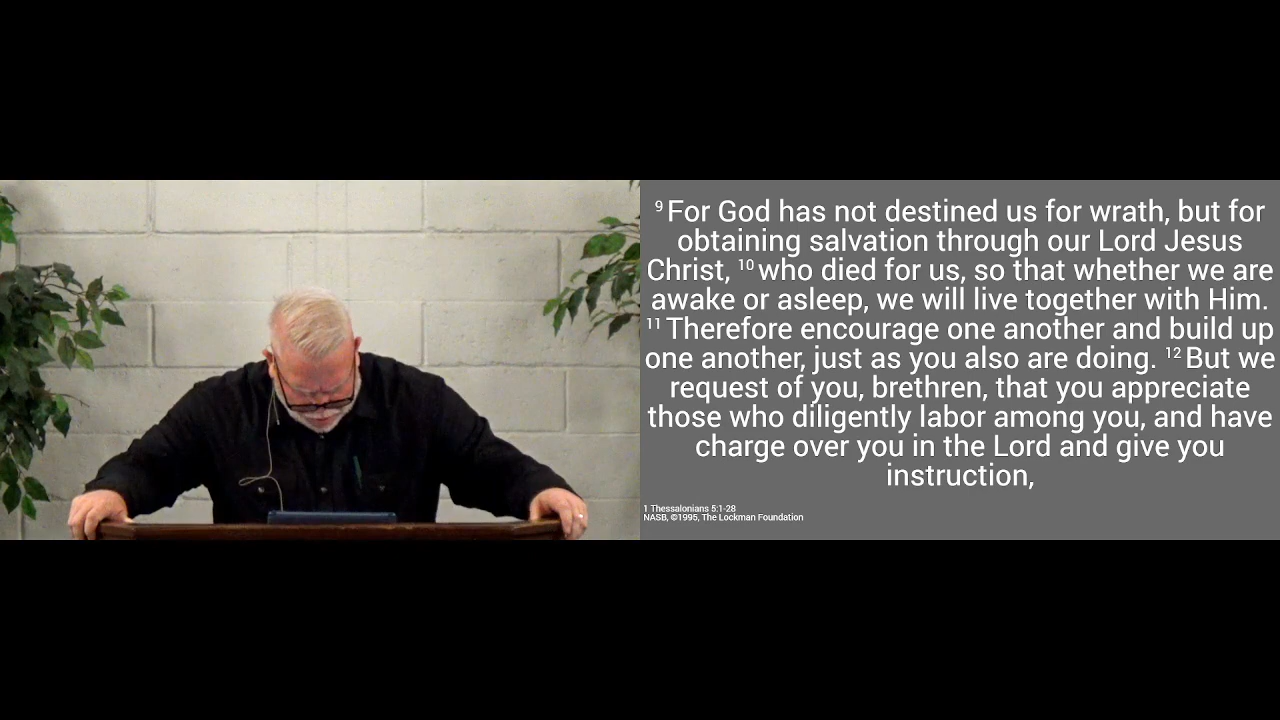 9 For God has not destined us for wrath, but for
obtaining salvation through our Lord Jesus
Christ, 10 who died for us, so that whether we are
awake or asleep, we will live together with Him.
11 Therefore encourage one another and build up
one another, just as you also are doing. 12 But we
request of you, brethren, that you appreciate
those who diligently labor among you, and have
charge over you in the Lord and give you
instruction,
1 Thessalonians 5:1-28
NASB, ©1995, The Lockman Foundation